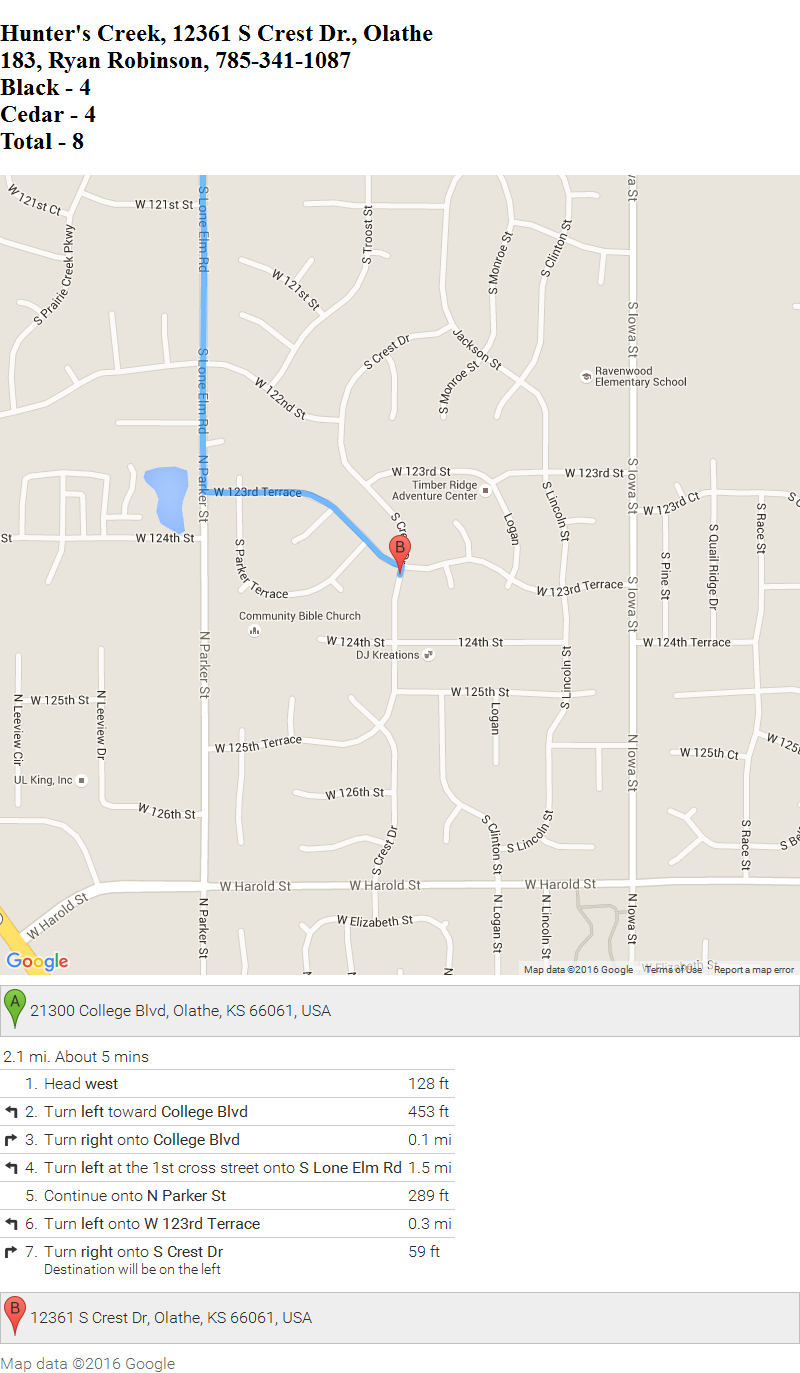 Hunter's Creek, 12361 S Crest Dr., Olathe
183, Ryan Robinson, 785-341-1087
Black - 4
Cedar - 4
Total - 8
W 121st Ct
W 121st St
S Lone Elm Rd
S Troost St
S Monroe St
S Clinton St
S Prairie Creek Pkwy
W 121st St
S Iowa St
S Crest Dr
Jackson St
S Lone Elm Rd
W 122nd St
S Monroe St
Ravenwood
Elementary School
W 123rd St
Timber Ridge
Adventure Center
W 123rd St
N Parker St
W 123rd Terrace
S Lincoln St
S Iowa St
W 123rd Ct
Logan
W 124th St
S Parker Terrace
B
S Quail Ridge Dr
S Race St
S Pine St
W 123rd Terrace
S Iowa St
Community Bible Church
W 124th St
124th St
W 124th Terrace
DJ Kreations
N Parker St
S Lincoln St
W 125th St
W 125th St
N Leeview Cir
N Leeview Dr
Logan
W 125th Terrace
N Iowa St
W 125th Ct
UL King, Inc
W 126th St
W 126th St
S Crest Dr
S Clinton St
S Lincoln St
S Race St
W Harold St
W Harold St
W Harold St
W Harold St
N Parker St
W Elizabeth St
N Logan St
N Lincoln St
N Iowa St
W Elizabeth St
Google
Map data ©2016 Google Terms of Use Report a map error
A 21300 College Blvd, Olathe, KS 66061, USA
2.1 mi. About 5 mins
1. Head west 128 ft
2. Turn left toward College Blvd 453 ft
3. Turn right onto College Blvd 0.1 mi
4. Turn left at the 1st cross street onto S Lone Elm Rd 1.5 mi
5. Continue onto N Parker St 289 ft
6. Turn left onto W 123rd Terrace 0.3 mi
7. Turn right onto S Crest Dr 59 ft
Destination will be on the left
B 12361 S Crest Dr, Olathe, KS 66061, USA
Map data ©2016 Google